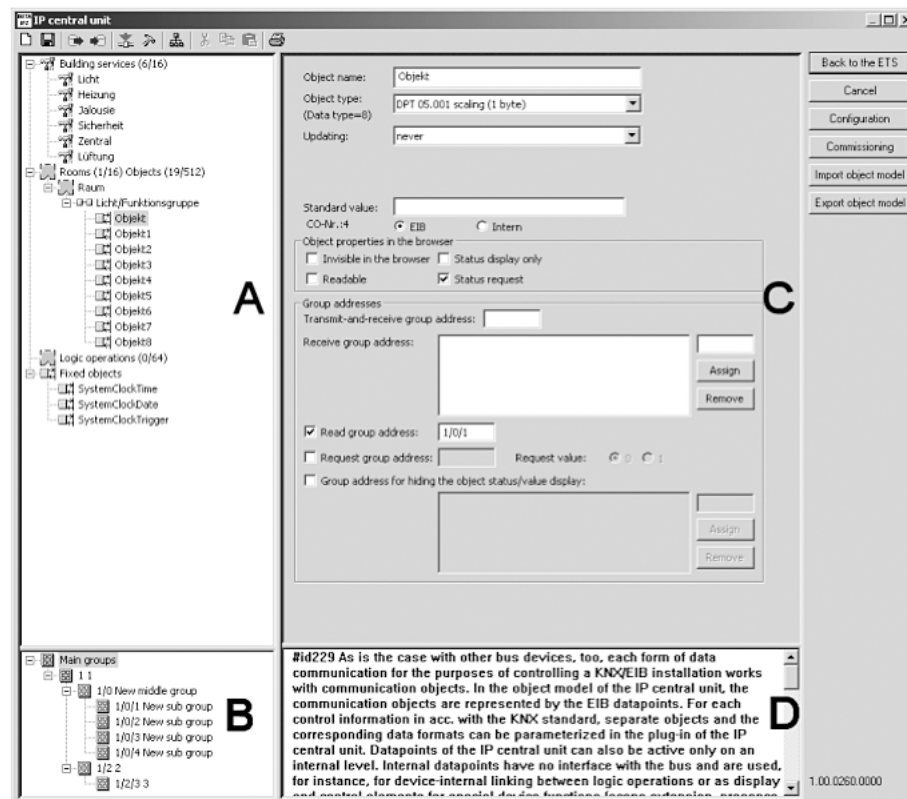 IP central unit
Building services (6/16)
Licht
Heizung
Jalousie
Sicherheit
Zentral
Lüftung
Rooms (1/16) Objects (19/512)
Raum
Licht/Funktionsgruppe
Objekt
Objekt1
Objekt2
Objekt3
Objekt4
Objekt5
Objekt6
Objekt7
Objekt8
Logic operations (0/64)
Fixed objects
SystemClockTime
SystemClockDate
SystemClockTrigger
A
Main groups
1 1
1/0 New middle group
1/0/1 New sub group
1/0/2 New sub group
1/0/3 New sub group
1/0/4 New sub group
1/2 2
1/2/3 3
B
Object name: Objekt
Object type: DPT 05.001 scaling (1 byte)
(Data type=8)
Updating: never
Standard value:
CO-Nr.:4 EIB Intern
Object properties in the browser
Invisible in the browser Status display only
Readable Status request
C
Group addresses
Transmit-and-receive group address:
Receive group address:
Assign
Remove
Read group address: 1/0/1
Request group address: Request value: 0 1
Group address for hiding the object status/value display:
Assign
Remove
#id229 As is the case with other bus devices, too, each form of data
communication for the purposes of controlling a KNX/EIB installation works
with communication objects. In the object model of the IP central unit, the
communication objects are represented by the EIB datapoints. For each
control information in acc. with the KNX standard, separate objects and the
corresponding data formats can be parameterized in the plug-in of the IP
central unit. Datapoints of the IP central unit can also be active only on an
internal level. Internal datapoints have no interface with the bus and are used,
for instance, for device-internal linking between logic operations or as display
D
Back to the ETS
Cancel
Configuration
Commissioning
Import object model
Export object model
1.00.0260.0000